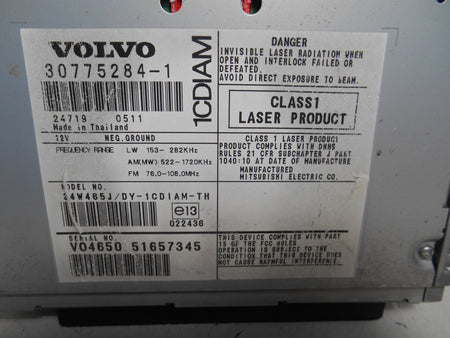 VOLVO
30775284-1
24719 0511
Made in Thailand
1CDIAM
12V NEG.GROUND
FREQUENCY RANGE LW 153-282KHz
AM(MW) 522-1720KHz
FM 76.0-108.0MHz
MODEL NO.
34W465J/DY-1CDIAM-TH
e13
022436
SERIAL NO.
VO4650 51657345
DANGER
INVISIBLE LASER RADIATION WHEN
OPEN AND INTERLOCK FAILED OR
DEFEATED.
AVOID DIRECT EXPOSURE TO BEAM.
CLASS1
LASER PRODUCT
CLASS 1 LASER PRODUCT
PRODUCT COMPLIES WITH DHHS
RULES 21 CFR SUBCHAPTER J PART
1040:10 AT DATE OF MANUFACTURE
MANUFACTURED
MITSUBISHI ELECTRIC CO.
THIS DEVICE COMPLIES WITH PART
15 OF THE FCC RULES
OPERATION IS SUBJECT TO THE
CONDITION THAT THIS DEVICE DOES
NOT CAUSE HARMFUL INTERFERENCE.